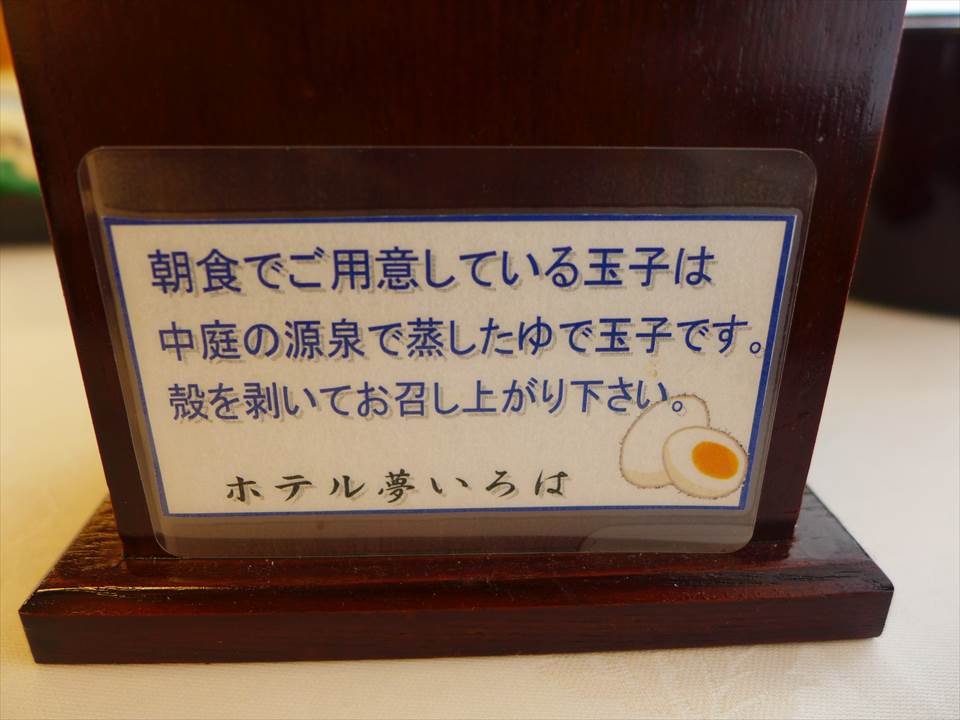 朝食でご用意している玉子は
中庭の源泉で蒸したゆで玉子です。
殻を剥いてお召し上がり下さい。
ホテル夢いろは